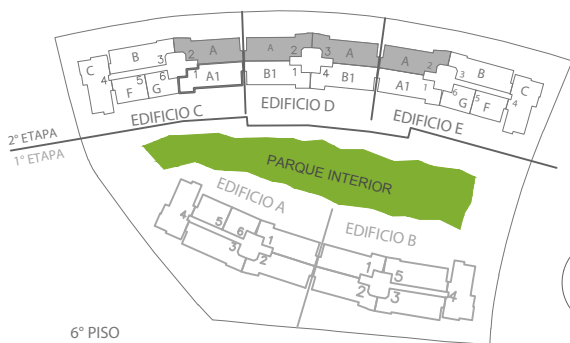 C B 3 2 A A 2 3 A A 2 3 B C
4 5 6 1 A1 B1 1 4 B1 A1 1 6 5 4
F G G F
EDIFICIO C EDIFICIO D EDIFICIO E
2° ETAPA
1° ETAPA
PARQUE INTERIOR
EDIFICIO A
EDIFICIO B
4 5 6 1
3 2
1 5
2 3 4
6° PISO